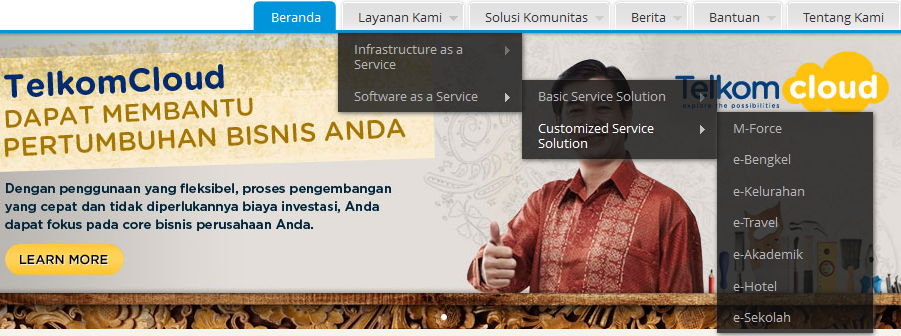 Beranda
Layanan Kami
Solusi Komunitas
Berita
Bantuan
Tentang Kami
Infrastructure as a
Service
Software as a Service
Basic Service Solution
Customized Service
Solution
M-Force
e-Bengkel
e-Kelurahan
e-Travel
e-Akademik
e-Hotel
e-Sekolah
TelkomCloud
DAPAT MEMBANTU
PERTUMBUHAN BISNIS ANDA
Dengan penggunaan yang fleksibel, proses pengembangan
yang cepat dan tidak diperlukannya biaya investasi, Anda
dapat fokus pada core bisnis perusahaan Anda.
LEARN MORE
Telkom cloud
explore the possibilities